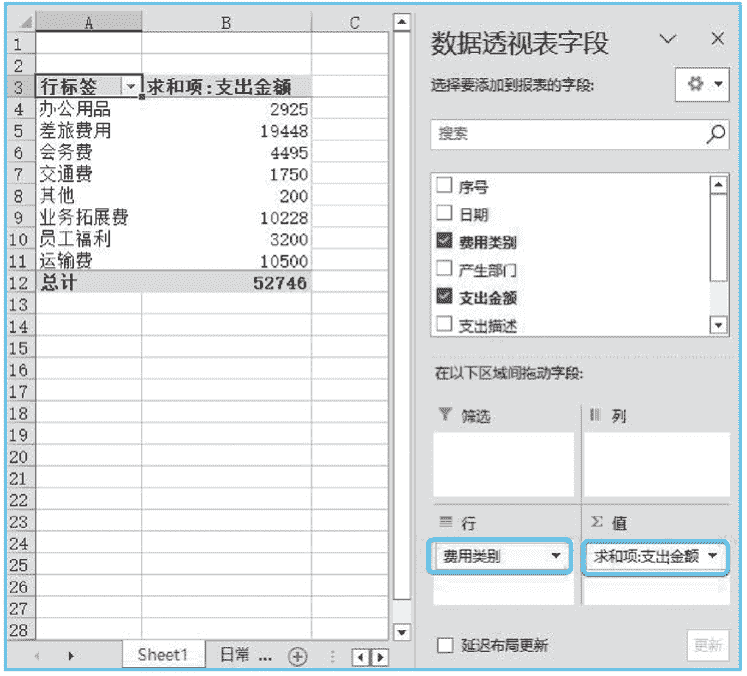 A B C
1
2
3 行标签 求和项:支出金额
4 办公用品 2925
5 差旅费用 19448
6 会务费 4495
7 交通费 1750
8 其他 200
9 业务拓展费 10228
10 员工福利 3200
11 运输费 10500
12 总计 52746
13
14
15
16
17
18
19
20
21
22
23
24
25
26
27
28
Sheet1 日常 ...
数据透视表字段
选择要添加到报表的字段:
搜索
序号
日期
费用类别
产生部门
支出金额
支出描述
在以下区域间拖动字段:
筛选 列
行 Σ 值
费用类别 求和项:支出金额
延迟布局更新 更新